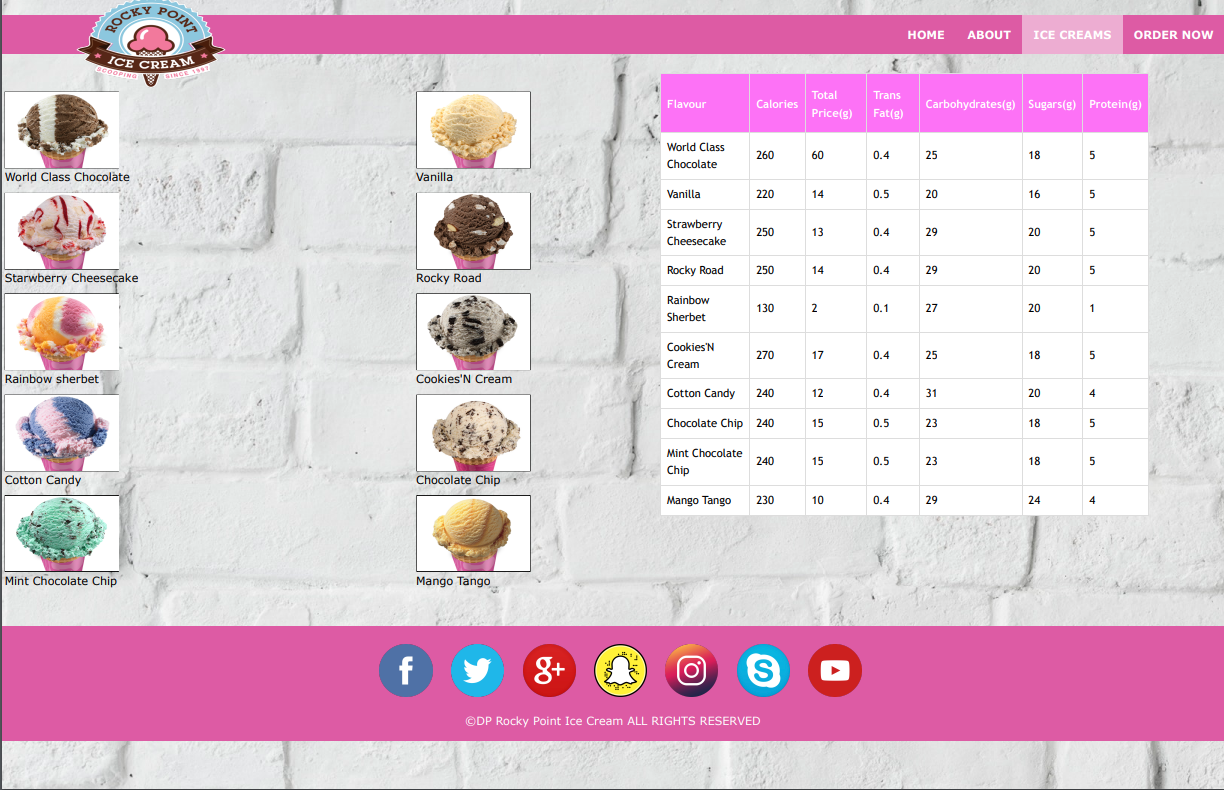 ROCKY POINT
ICE CREAM
SCOOPING SINCE 1997
HOME ABOUT ICE CREAMS ORDER NOW
World Class Chocolate
Vanilla
Starwberry Cheesecake
Rocky Road
Rainbow sherbet
Cookies'N Cream
Cotton Candy
Chocolate Chip
Mint Chocolate Chip
Mango Tango
Flavour Calories Total Price(g) Trans Fat(g) Carbohydrates(g) Sugars(g) Protein(g)
World Class Chocolate 260 60 0.4 25 18 5
Vanilla 220 14 0.5 20 16 5
Strawberry Cheesecake 250 13 0.4 29 20 5
Rocky Road 250 14 0.4 29 20 5
Rainbow Sherbet 130 2 0.1 27 20 1
Cookies'N Cream 270 17 0.4 25 18 5
Cotton Candy 240 12 0.4 31 20 4
Chocolate Chip 240 15 0.5 23 18 5
Mint Chocolate Chip 240 15 0.5 23 18 5
Mango Tango 230 10 0.4 29 24 4
f
g+
S
©DP Rocky Point Ice Cream ALL RIGHTS RESERVED